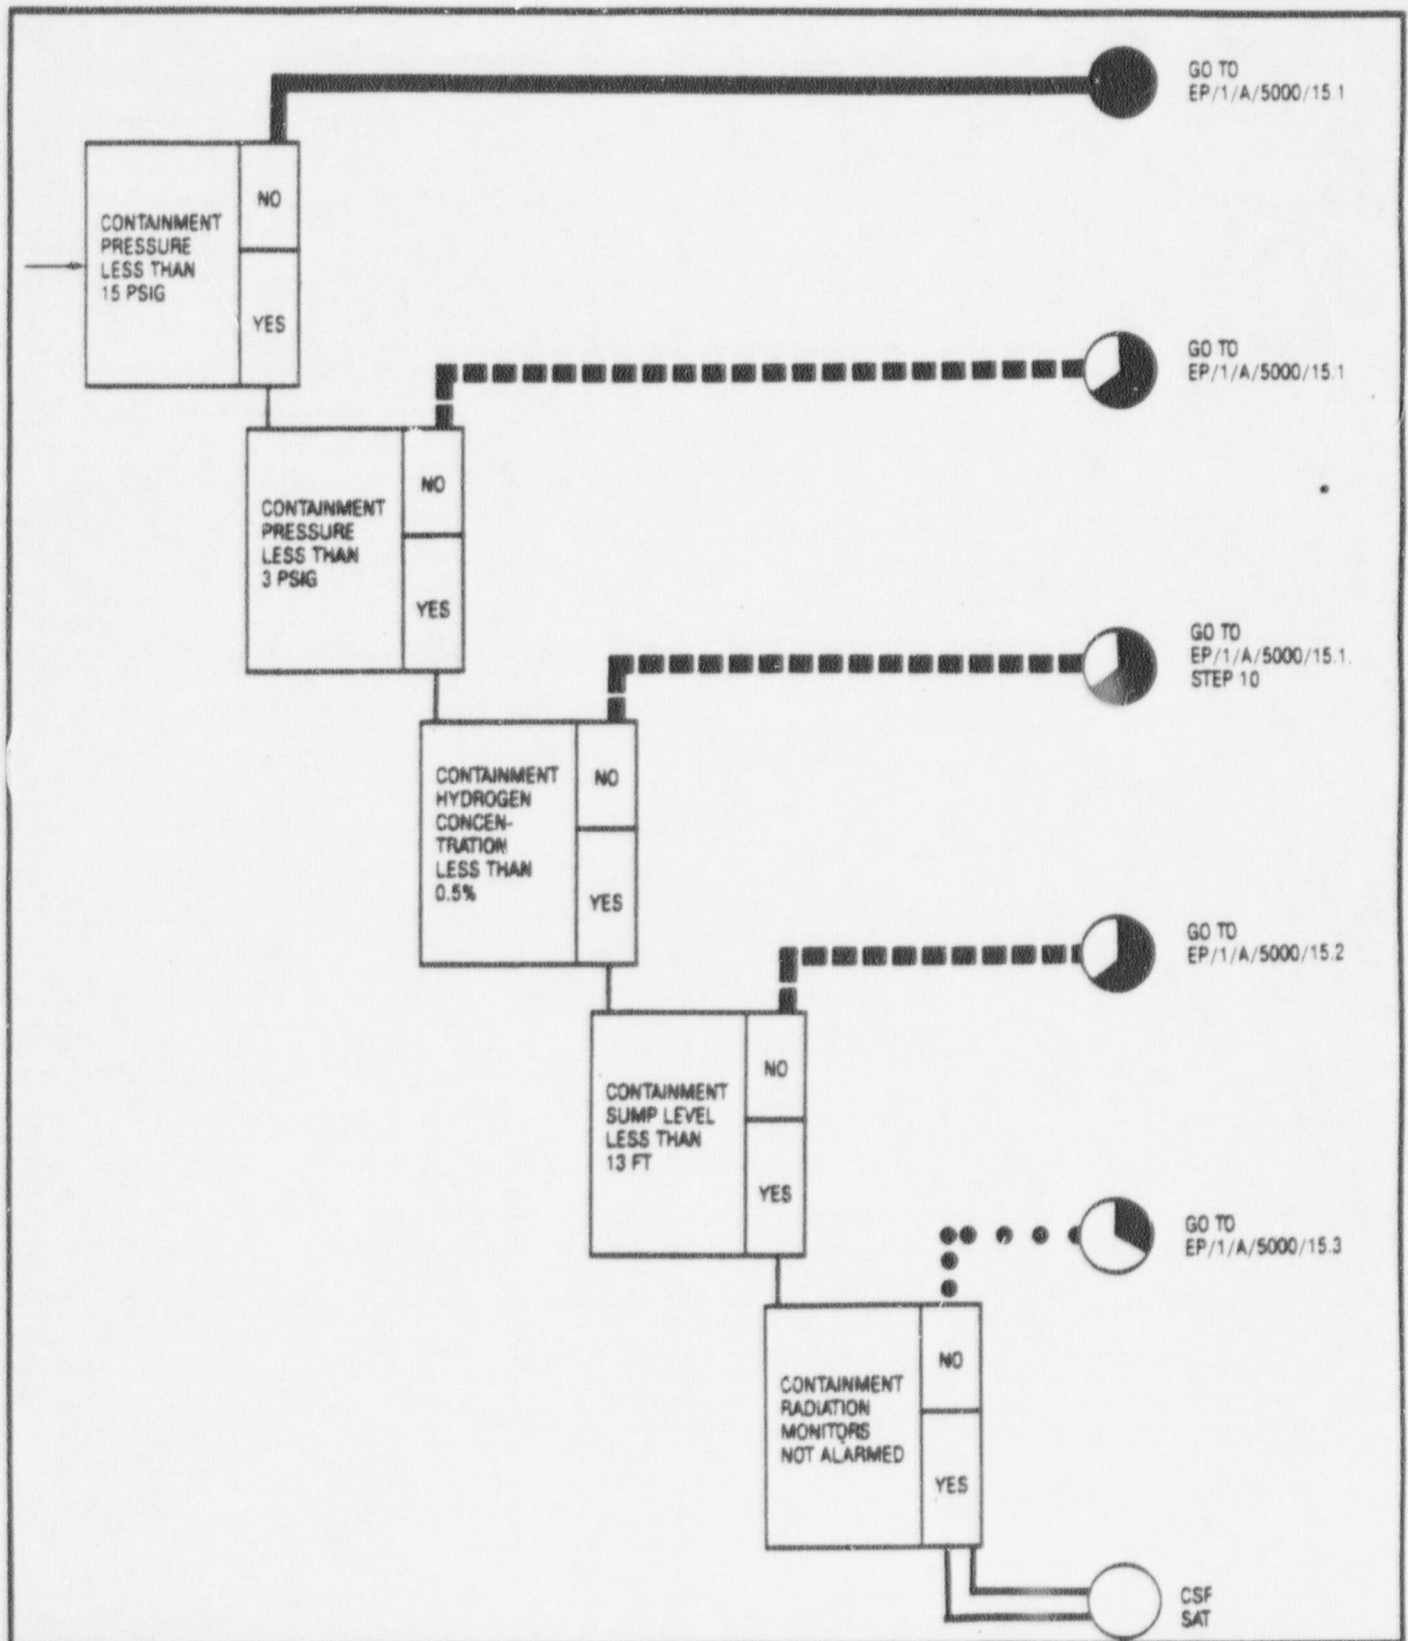 GO TO
EP/1/A/5000/15.1
NO
CONTAINMENT
PRESSURE
LESS THAN
15 PSIG
YES
GO TO
EP/1/A/5000/15.1
NO
CONTAINMENT
PRESSURE
LESS THAN
3 PSIG
YES
GO TO
EP/1/A/5000/15.1.
STEP 10
NO
CONTAINMENT
HYDROGEN
CONCEN-
TRATION
LESS THAN
0.5%
YES
GO TO
EP/1/A/5000/15.2
NO
CONTAINMENT
SUMP LEVEL
LESS THAN
13 FT
YES
GO TO
EP/1/A/5000/15.3
NO
CONTAINMENT
RADIATION
MONITORS
NOT ALARMED
YES
CSF
SAT